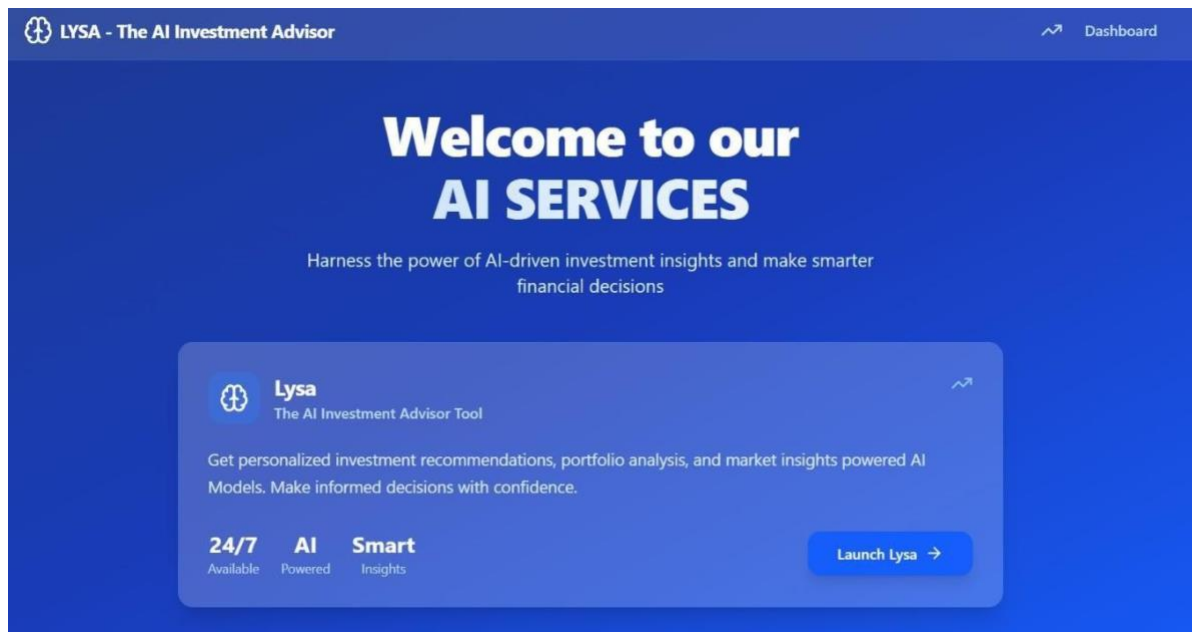 LYSA - The AI Investment Advisor
Dashboard
Welcome to our
AI SERVICES
Harness the power of AI-driven investment insights and make smarter
financial decisions
Lysa
The AI Investment Advisor Tool
Get personalized investment recommendations, portfolio analysis, and market insights powered AI
Models. Make informed decisions with confidence.
24/7 AI Smart
Available Powered Insights
Launch Lysa →